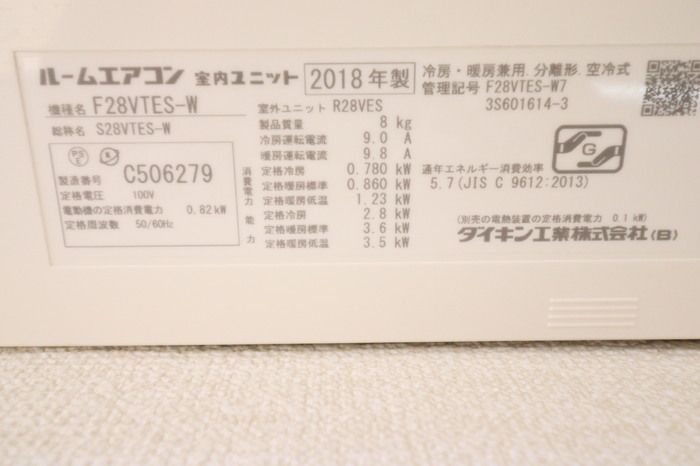 ルームエアコン 室内ユニット 2018年製
冷房・暖房兼用．分離形．空冷式
管理記号 F28VTES-W7
3S601614-3
機種名 F28VTES-W
総称名 S28VTES-W
PS E
製造番号 C506279
定格電圧 100V
電動機の定格消費電力 0.82kW
定格周波数 50/60Hz
室外ユニット R28VES
製品質量 8 kg
冷房運転電流 9.0 A
暖房運転電流 9.8 A
消費電力
定格冷房 0.780 kW
定格暖房標準 0.860 kW
定格暖房低温 1.23 kW
能力
定格冷房 2.8 kW
定格暖房標準 3.6 kW
定格暖房低温 3.5 kW
G
通年エネルギー消費効率
5.7(JIS C 9612:2013)
(別売の電熱装置の定格消費電力 0.1 kW)
ダイキン工業株式会社(B)